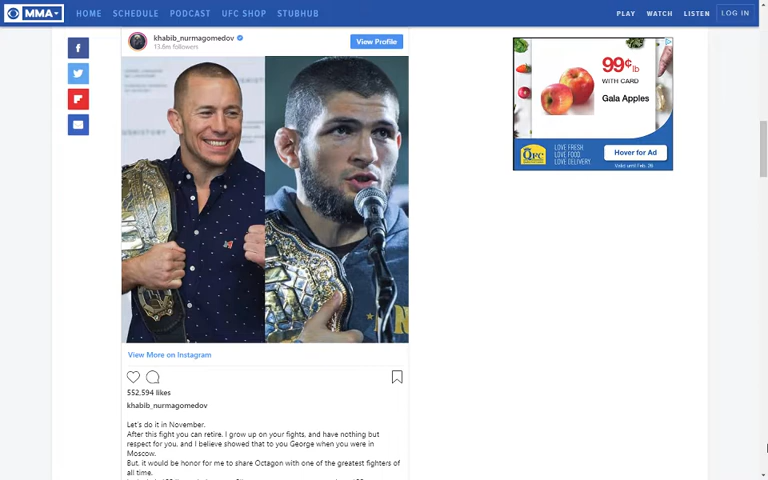 MMA
HOME
SCHEDULE
PODCAST
UFC SHOP
STUBHUB
PLAY
WATCH
LISTEN
LOG IN
khabib_nurmagomedov
13.6m followers
View Profile
99¢ lb
WITH CARD
Gala Apples
QFC
LOVE FRESH.
LOVE FOOD.
LOVE DELIVERY.
Hover for Ad
View More on Instagram
552,594 likes
khabib_nurmagomedov
Let's do it in November.
After this fight you can retire. I grow up on your fights, and have nothing but
respect for you, and I believe showed that to you George when you were in
Moscow.
But, it would be honor for me to share Octagon with one of the greatest fighters of
all time.